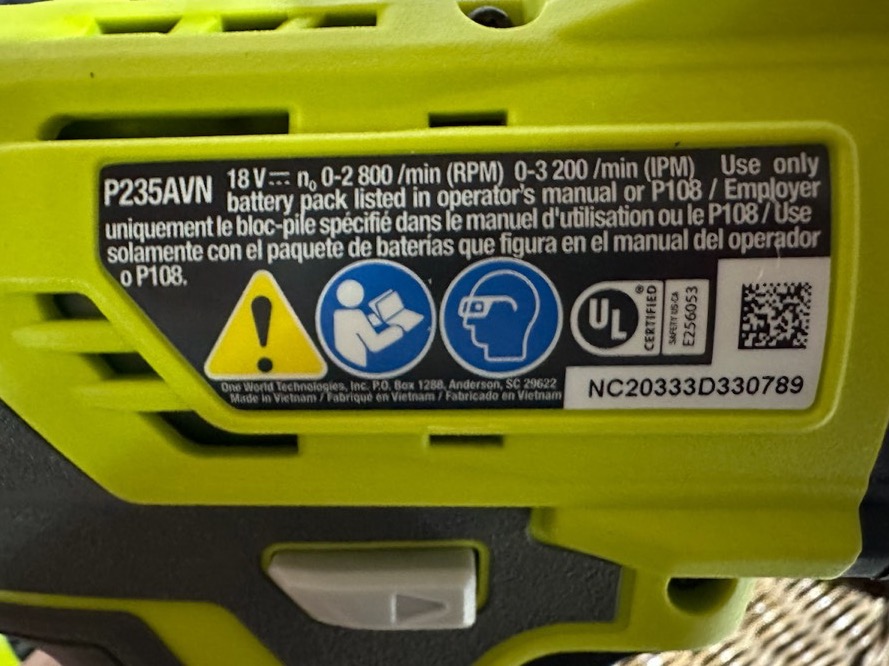 P235AVN 18 V⎓ n₀ 0-2 800 /min (RPM) 0-3 200 /min (IPM) Use only
battery pack listed in operator's manual or P108 / Employer
uniquement le bloc-pile spécifié dans le manuel d'utilisation ou le P108 / Use
solamente con el paquete de baterías que figura en el manual del operador
o P108.
UL ® CERTIFIED
SAFETY US-CA
E256053
One World Technologies, Inc. P.O. Box 1288, Anderson, SC 29622
Made in Vietnam / Fabriqué en Vietnam / Fabricado en Vietnam
NC20333D330789